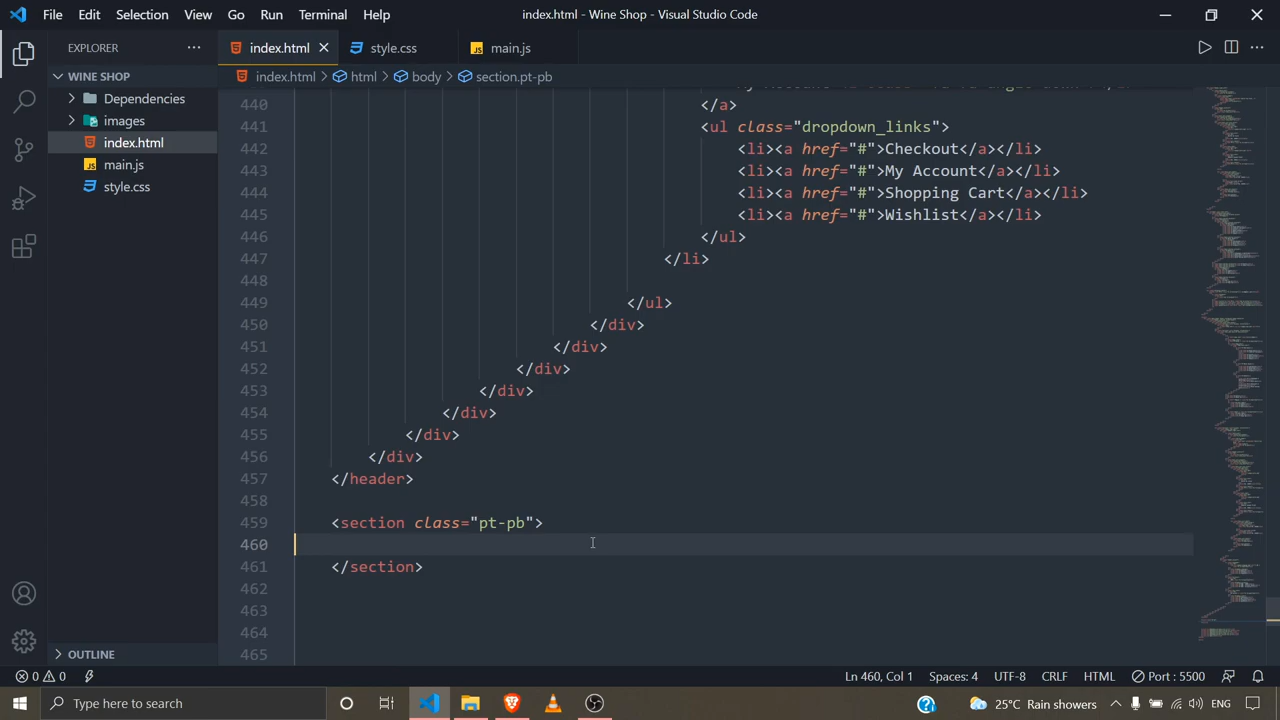 File Edit Selection View Go Run Terminal Help index.html - Wine Shop - Visual Studio Code
EXPLORER
index.html style.css main.js
WINE SHOP
index.html > html > body > section.pt-pb
Dependencies
images
index.html
main.js
style.css
440 </a>
441 <ul class="dropdown_links">
442 <li><a href="#">Checkout</a></li>
443 <li><a href="#">My Account</a></li>
444 <li><a href="#">Shopping Cart</a></li>
445 <li><a href="#">Wishlist</a></li>
446 </ul>
447 </li>
448
449 </ul>
450 </div>
451 </div>
452 </div>
453 </div>
454 </div>
455 </div>
456 </div>
457 </header>
458
459 <section class="pt-pb">
460
461 </section>
462
463
464
465
OUTLINE
0 0 Ln 460, Col 1 Spaces: 4 UTF-8 CRLF HTML Port : 5500
Type here to search 25°C Rain showers ENG